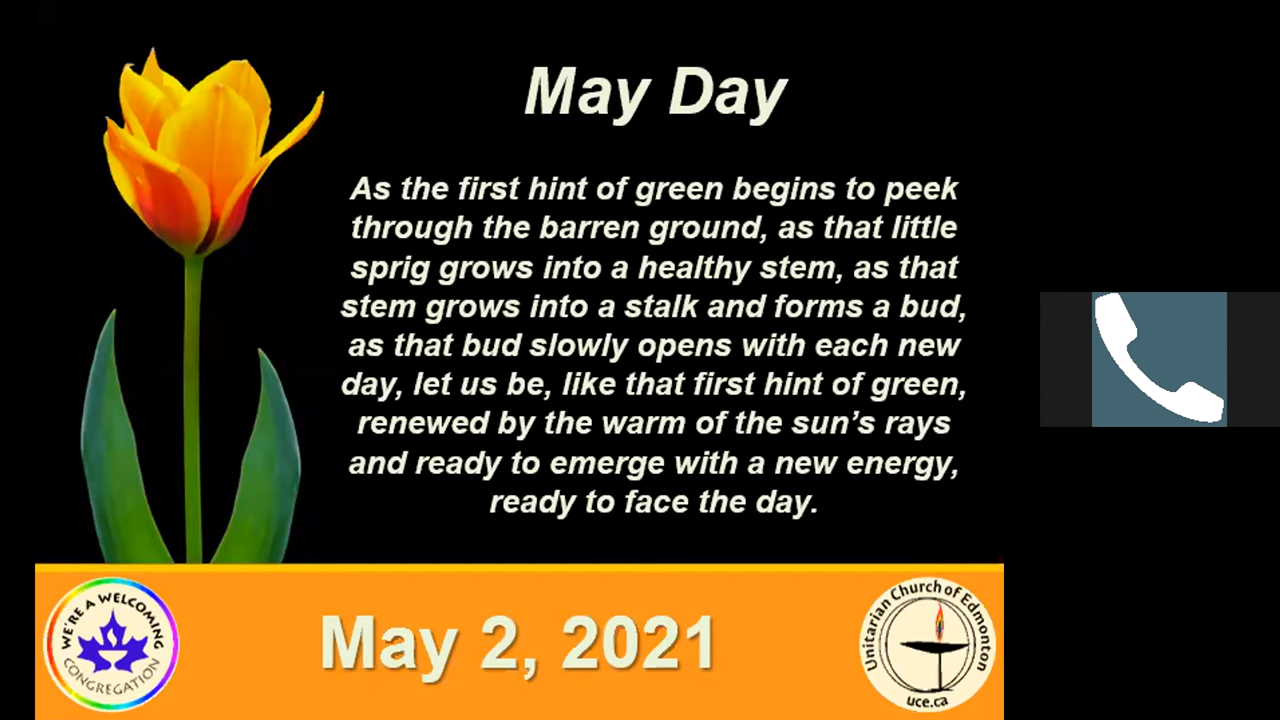 May Day
As the first hint of green begins to peek
through the barren ground, as that little
sprig grows into a healthy stem, as that
stem grows into a stalk and forms a bud,
as that bud slowly opens with each new
day, let us be, like that first hint of green,
renewed by the warm of the sun’s rays
and ready to emerge with a new energy,
ready to face the day.
WE'RE A WELCOMING
CONGREGATION
May 2, 2021
Unitarian Church of Edmonton
uce.ca